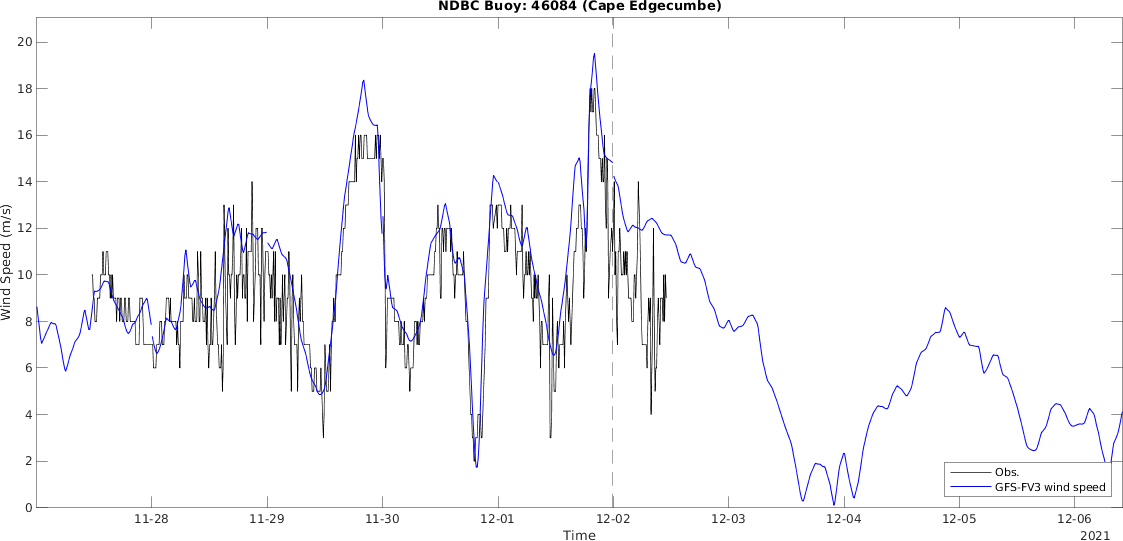 NDBC Buoy: 46084 (Cape Edgecumbe)
Wind Speed (m/s)
20
18
16
14
12
10
8
6
4
2
0
Obs.
GFS-FV3 wind speed
11-28 11-29 11-30 12-01 12-02 12-03 12-04 12-05 12-06
Time
2021